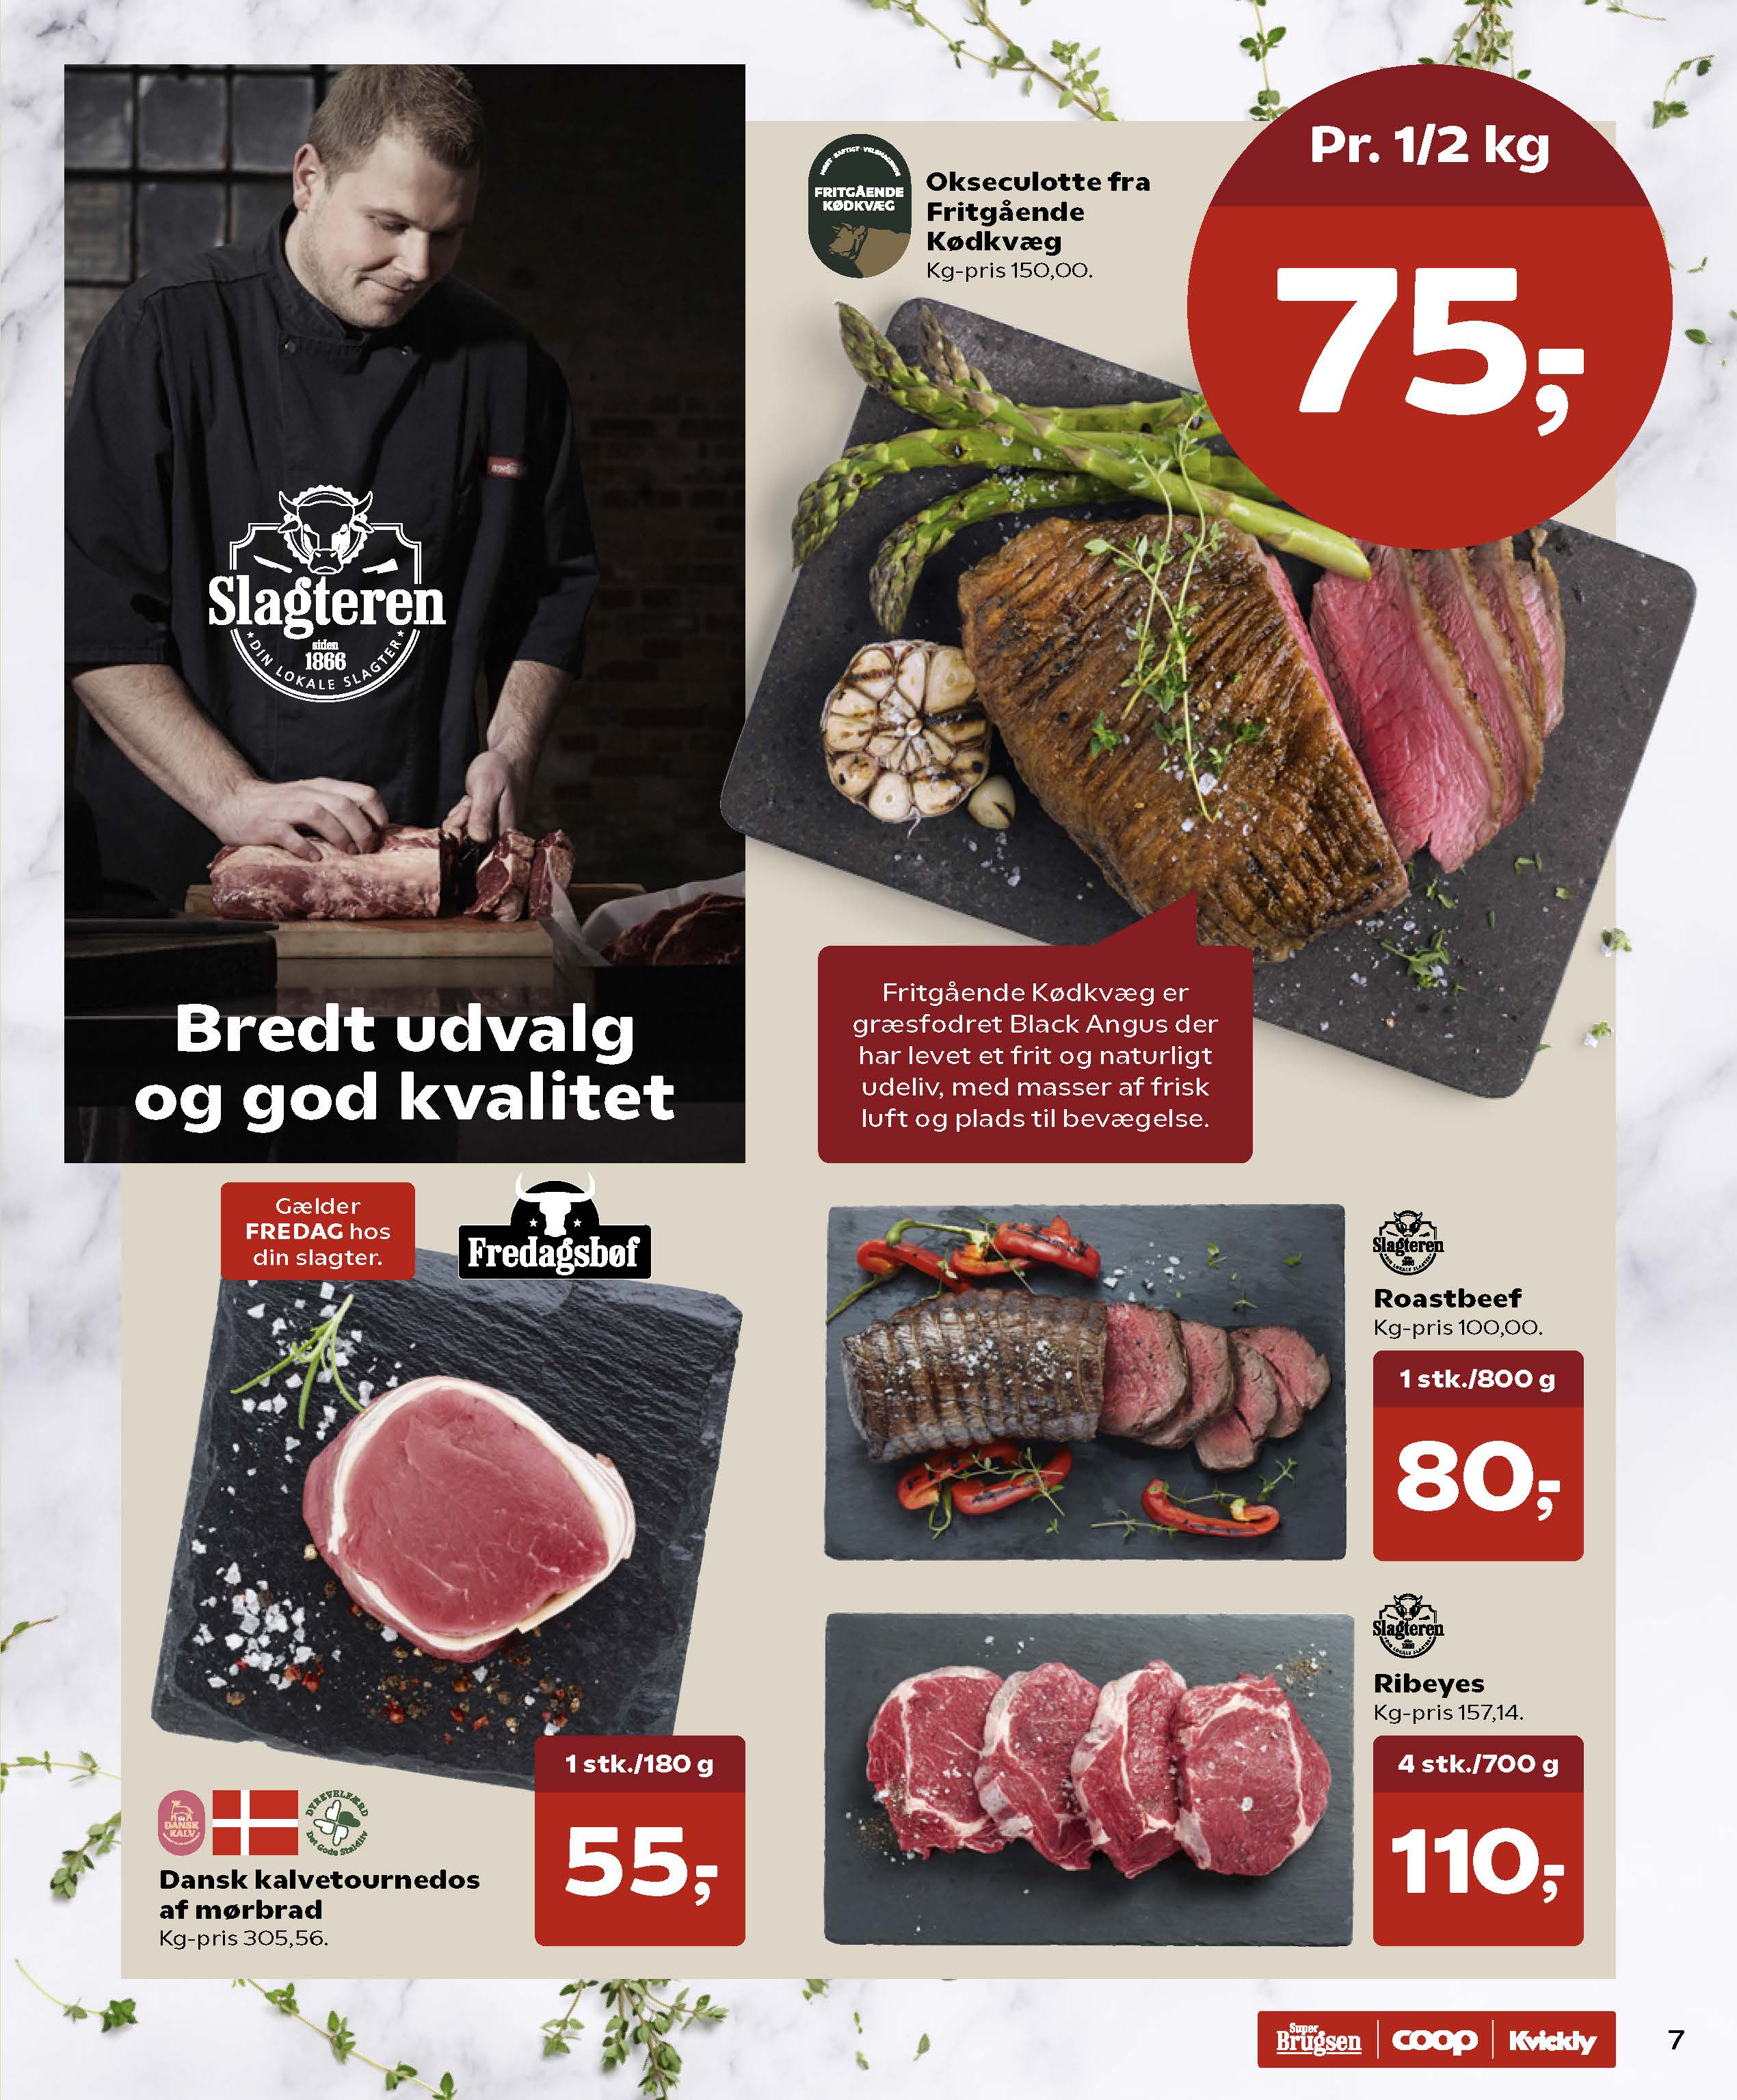 Slagteren
siden
1866
DIN LOKALE SLAGTER
Bredt udvalg
og god kvalitet
FRITGÅENDE
KØDKVÆG
Okseculotte fra
Fritgående
Kødkvæg
Kg-pris 150,00.
Pr. 1/2 kg
75,-
Fritgående Kødkvæg er
græsfodret Black Angus der
har levet et frit og naturligt
udeliv, med masser af frisk
luft og plads til bevægelse.
Gælder
FREDAG hos
din slagter.
Fredagsbøf
DANSK
KALV
DYREVELFÆRD
Det Gode Staldliv
Dansk kalvetournedos
af mørbrad
Kg-pris 305,56.
1 stk./180 g
55,-
Slagteren
Roastbeef
Kg-pris 100,00.
1 stk./800 g
80,-
Slagteren
Ribeyes
Kg-pris 157,14.
4 stk./700 g
110,-
Super
Brugsen
coop
Kvickly
7